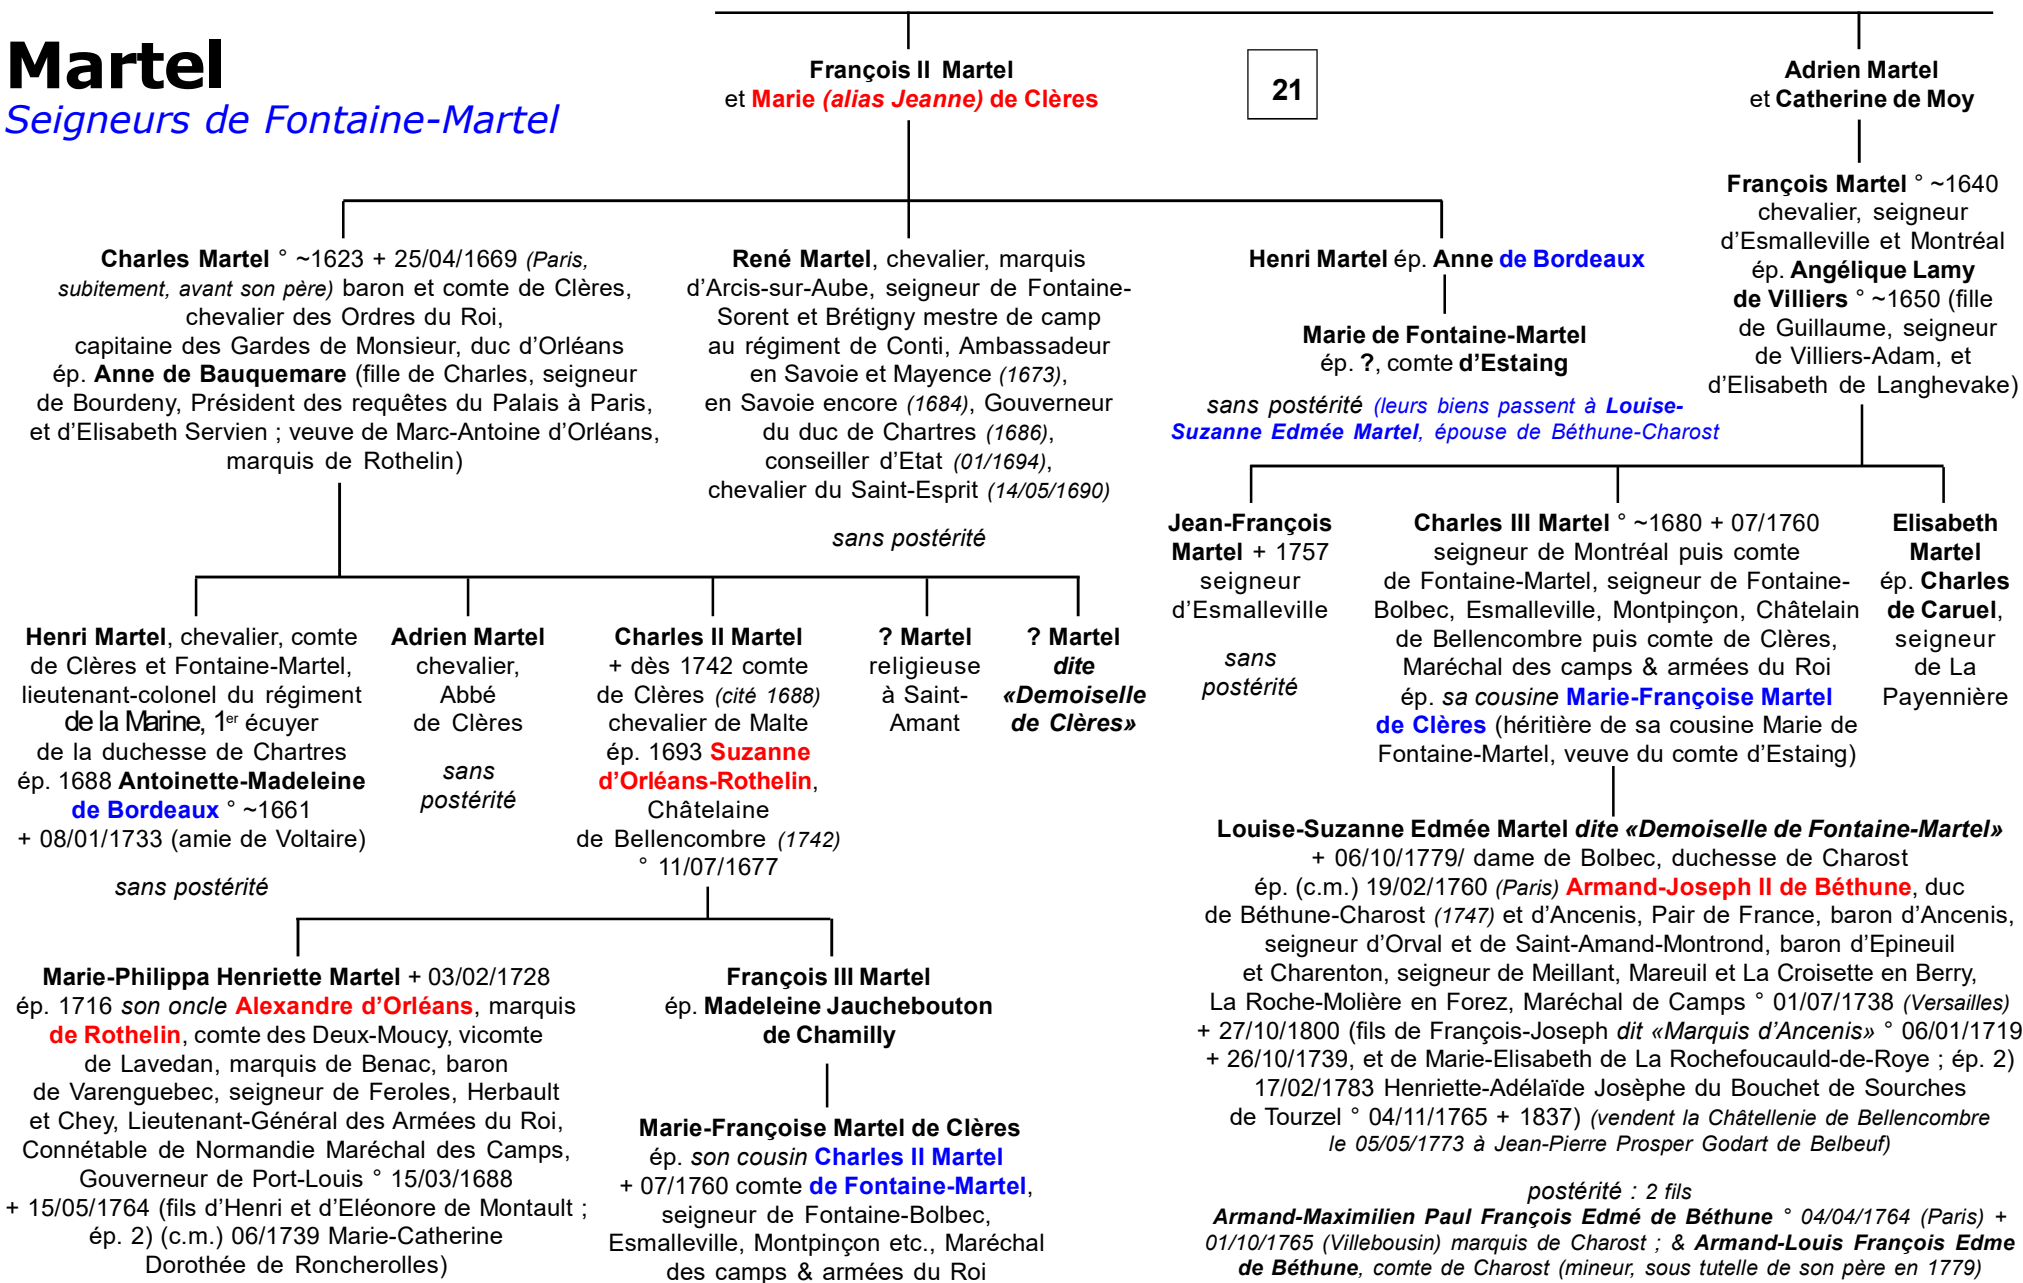 Martel
Seigneurs de Fontaine-Martel
François II Martel
et Marie (alias Jeanne) de Clères
21
Adrien Martel
et Catherine de Moy
François Martel ° ~1640
chevalier, seigneur
d'Esmalleville et Montréal
ép. Angélique Lamy
de Villiers ° ~1650 (fille
de Guillaume, seigneur
de Villiers-Adam, et
d'Elisabeth de Langhevake)
Charles Martel ° ~1623 + 25/04/1669 (Paris,
subitement, avant son père) baron et comte de Clères,
chevalier des Ordres du Roi,
capitaine des Gardes de Monsieur, duc d'Orléans
ép. Anne de Bauquemare (fille de Charles, seigneur
de Bourdeny, Président des requêtes du Palais à Paris,
et d'Elisabeth Servien ; veuve de Marc-Antoine d'Orléans,
marquis de Rothelin)
René Martel, chevalier, marquis
d'Arcis-sur-Aube, seigneur de Fontaine-
Sorent et Brétigny mestre de camp
au régiment de Conti, Ambassadeur
en Savoie et Mayence (1673),
en Savoie encore (1684), Gouverneur
du duc de Chartres (1686),
conseiller d'Etat (01/1694),
chevalier du Saint-Esprit (14/05/1690)
sans postérité
Henri Martel ép. Anne de Bordeaux
Marie de Fontaine-Martel
ép. ?, comte d'Estaing
sans postérité (leurs biens passent à Louise-
Suzanne Edmée Martel, épouse de Béthune-Charost
Jean-François
Martel + 1757
seigneur
d'Esmalleville
sans
postérité
Charles III Martel ° ~1680 + 07/1760
seigneur de Montréal puis comte
de Fontaine-Martel, seigneur de Fontaine-
Bolbec, Esmalleville, Montpinçon, Châtelain
de Bellencombre puis comte de Clères,
Maréchal des camps & armées du Roi
ép. sa cousine Marie-Françoise Martel
de Clères (héritière de sa cousine Marie de
Fontaine-Martel, veuve du comte d'Estaing)
Elisabeth
Martel
ép. Charles
de Caruel,
seigneur
de La
Payennière
Henri Martel, chevalier, comte
de Clères et Fontaine-Martel,
lieutenant-colonel du régiment
de la Marine, 1er écuyer
de la duchesse de Chartres
ép. 1688 Antoinette-Madeleine
de Bordeaux ° ~1661
+ 08/01/1733 (amie de Voltaire)
sans postérité
Adrien Martel
chevalier,
Abbé
de Clères
sans
postérité
Charles II Martel
+ dès 1742 comte
de Clères (cité 1688)
chevalier de Malte
ép. 1693 Suzanne
d'Orléans-Rothelin,
Châtelaine
de Bellencombre (1742)
° 11/07/1677
? Martel
religieuse
à Saint-
Amant
? Martel
dite
«Demoiselle
de Clères»
Louise-Suzanne Edmée Martel dite «Demoiselle de Fontaine-Martel»
+ 06/10/1779/ dame de Bolbec, duchesse de Charost
ép. (c.m.) 19/02/1760 (Paris) Armand-Joseph II de Béthune, duc
de Béthune-Charost (1747) et d'Ancenis, Pair de France, baron d'Ancenis,
seigneur d'Orval et de Saint-Amand-Montrond, baron d'Epineuil
et Charenton, seigneur de Meillant, Mareuil et La Croisette en Berry,
La Roche-Molière en Forez, Maréchal de Camps ° 01/07/1738 (Versailles)
+ 27/10/1800 (fils de François-Joseph dit «Marquis d'Ancenis» ° 06/01/1719
+ 26/10/1739, et de Marie-Elisabeth de La Rochefoucauld-de-Roye ; ép. 2)
17/02/1783 Henriette-Adélaïde Josèphe du Bouchet de Sourches
de Tourzel ° 04/11/1765 + 1837) (vendent la Châtellenie de Bellencombre
le 05/05/1773 à Jean-Pierre Prosper Godart de Belbeuf)
postérité : 2 fils
Armand-Maximilien Paul François Edmé de Béthune ° 04/04/1764 (Paris) +
01/10/1765 (Villebousin) marquis de Charost ; & Armand-Louis François Edme
de Béthune, comte de Charost (mineur, sous tutelle de son père en 1779)
Marie-Philippa Henriette Martel + 03/02/1728
ép. 1716 son oncle Alexandre d'Orléans, marquis
de Rothelin, comte des Deux-Moucy, vicomte
de Lavedan, marquis de Benac, baron
de Varenguebec, seigneur de Feroles, Herbault
et Chey, Lieutenant-Général des Armées du Roi,
Connétable de Normandie Maréchal des Camps,
Gouverneur de Port-Louis ° 15/03/1688
+ 15/05/1764 (fils d'Henri et d'Eléonore de Montault ;
ép. 2) (c.m.) 06/1739 Marie-Catherine
Dorothée de Roncherolles)
François III Martel
ép. Madeleine Jauchebouton
de Chamilly
Marie-Françoise Martel de Clères
ép. son cousin Charles II Martel
+ 07/1760 comte de Fontaine-Martel,
seigneur de Fontaine-Bolbec,
Esmalleville, Montpinçon etc., Maréchal
des camps & armées du Roi